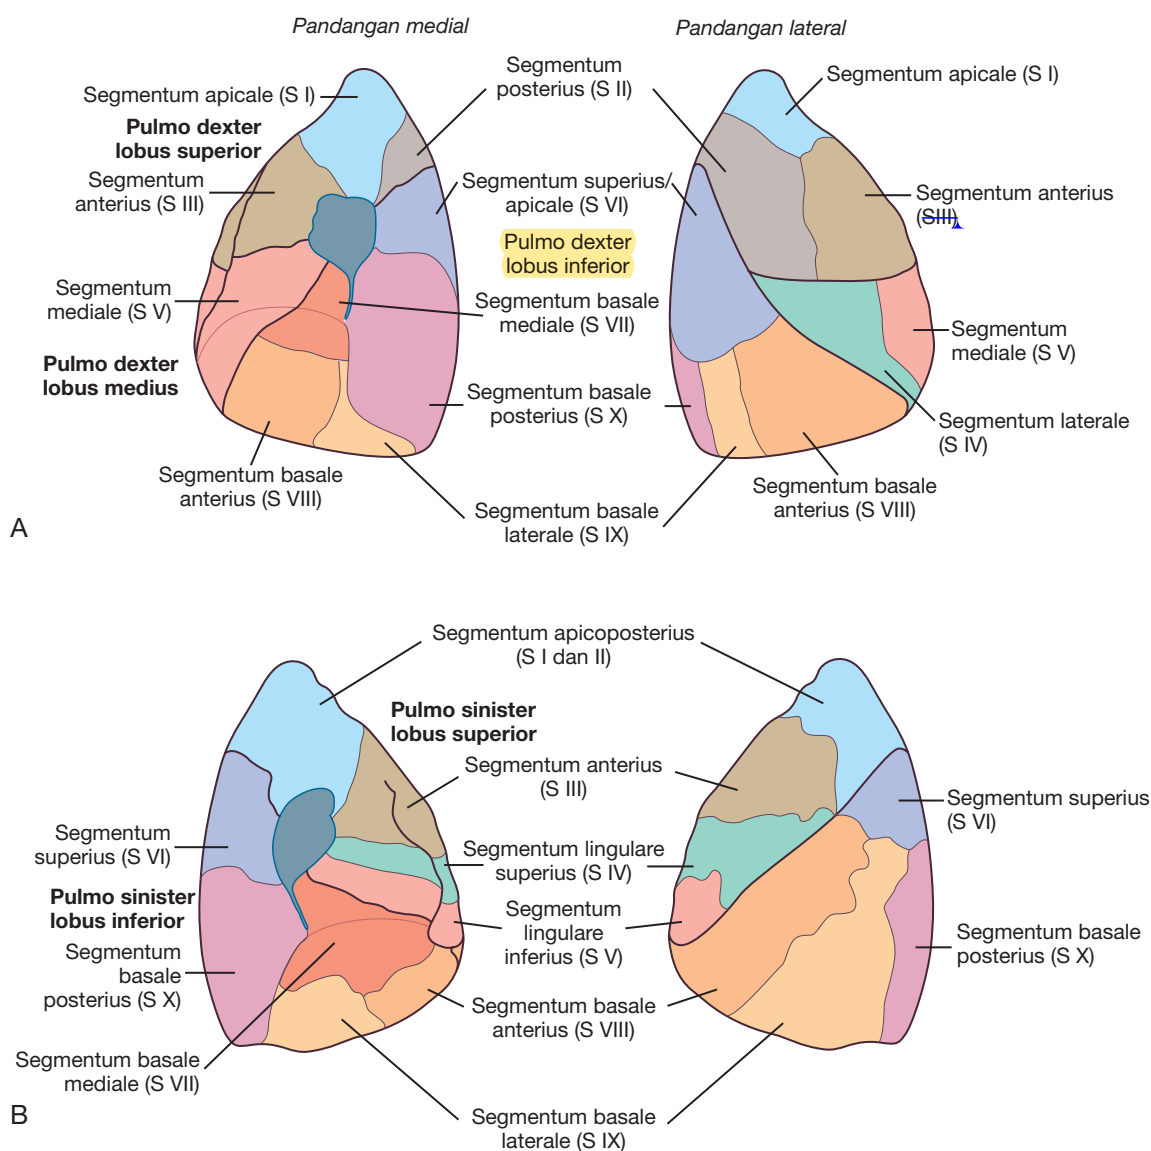 Pandangan medial
Pandangan lateral
Segmentum apicale (S I)
Pulmo dexter
lobus superior
Segmentum
anterius (S III)
Segmentum
mediale (S V)
Pulmo dexter
lobus medius
Segmentum basale
anterius (S VIII)
A
Segmentum
posterius (S II)
Segmentum superius/
apicale (S VI)
Pulmo dexter
lobus inferior
Segmentum basale
mediale (S VII)
Segmentum basale
posterius (S X)
Segmentum basale
laterale (S IX)
Segmentum apicale (S I)
Segmentum anterius
(SIII)
Segmentum
mediale (S V)
Segmentum laterale
(S IV)
Segmentum basale
anterius (S VIII)
Segmentum apicoposterius
(S I dan II)
Pulmo sinister
lobus superior
Segmentum anterius
(S III)
Segmentum
superius (S VI)
Pulmo sinister
lobus inferior
Segmentum
basale
posterius (S X)
Segmentum basale
mediale (S VII)
B
Segmentum lingulare
superius (S IV)
Segmentum
lingulare
inferius (S V)
Segmentum basale
anterius (S VIII)
Segmentum basale
laterale (S IX)
Segmentum superius
(S VI)
Segmentum basale
posterius (S X)